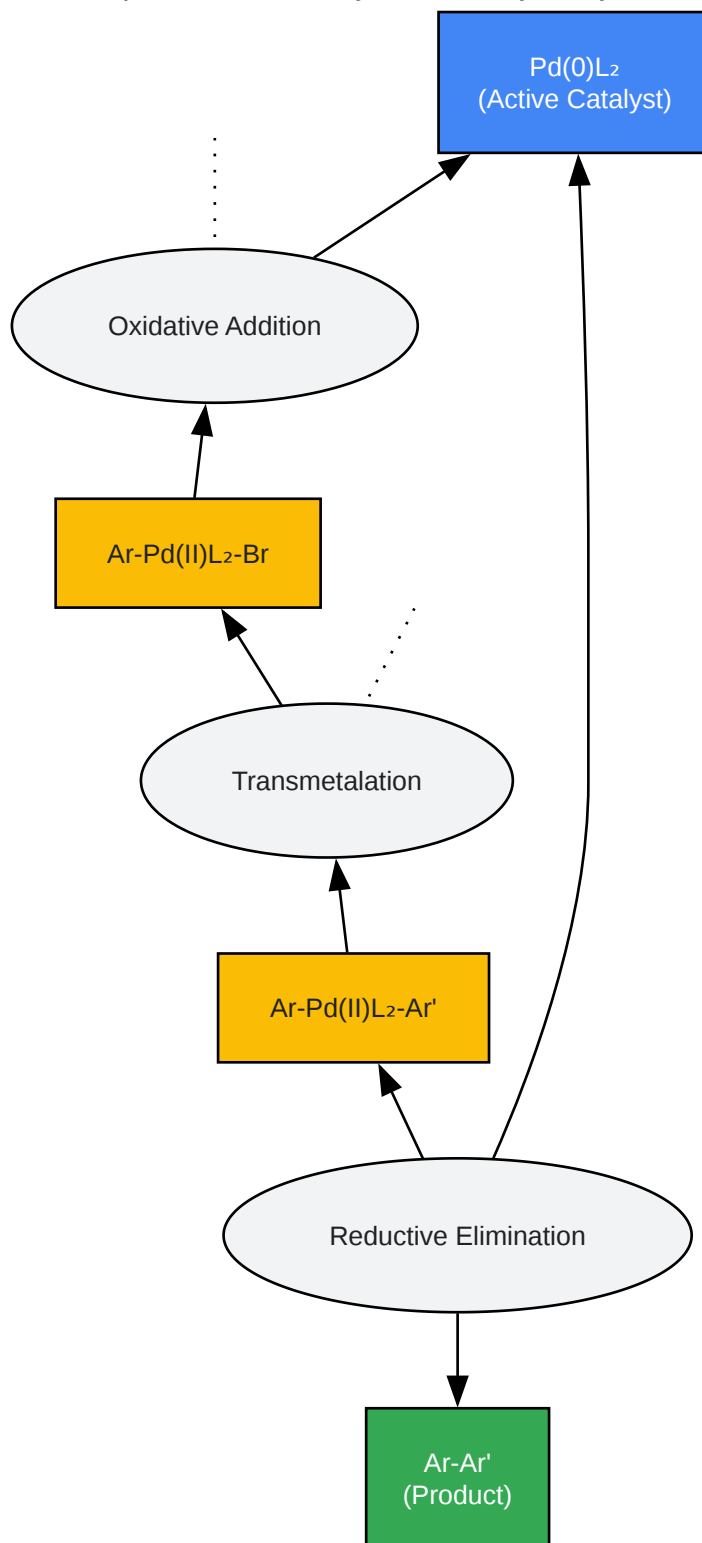 Pd(0)L₂
(Active Catalyst)
Oxidative Addition
Ar-Pd(II)L₂-Br
Transmetalation
Ar-Pd(II)L₂-Ar'
Reductive Elimination
Ar-Ar'
(Product)